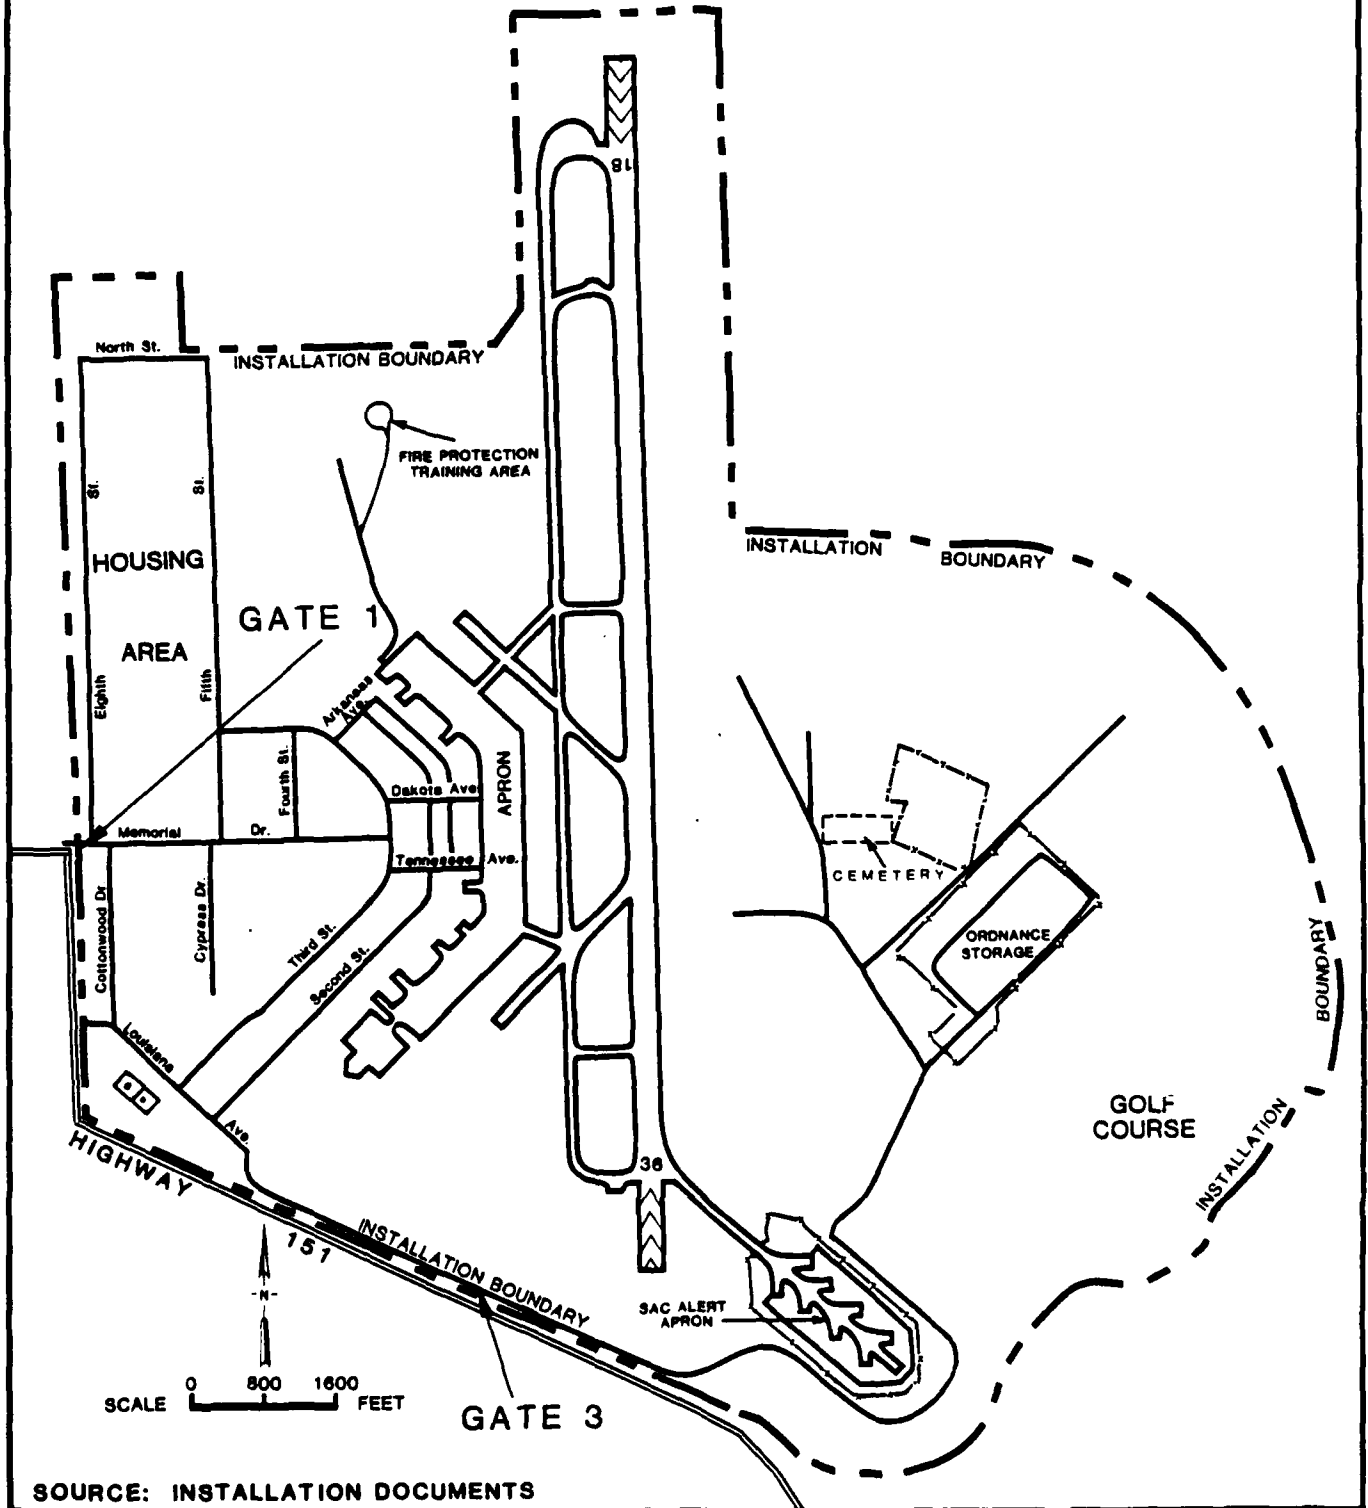 18
North St.
INSTALLATION BOUNDARY
FIRE PROTECTION
TRAINING AREA
St.
St.
INSTALLATION BOUNDARY
HOUSING
AREA
GATE 1
Eighth
Fifth
Arkansas
Ave.
Fourth St.
Dakota Ave.
APRON
Memorial Dr.
Tennessee Ave.
CEMETERY
Cottonwood Dr
Cypress Dr.
Third St.
Second St.
ORDNANCE
STORAGE
BOUNDARY
Louisiana
Ave.
GOLF
COURSE
INSTALLATION
HIGHWAY
151
36
INSTALLATION BOUNDARY
-N-
SAC ALERT
APRON
0 800 1600
SCALE FEET
GATE 3
SOURCE: INSTALLATION DOCUMENTS